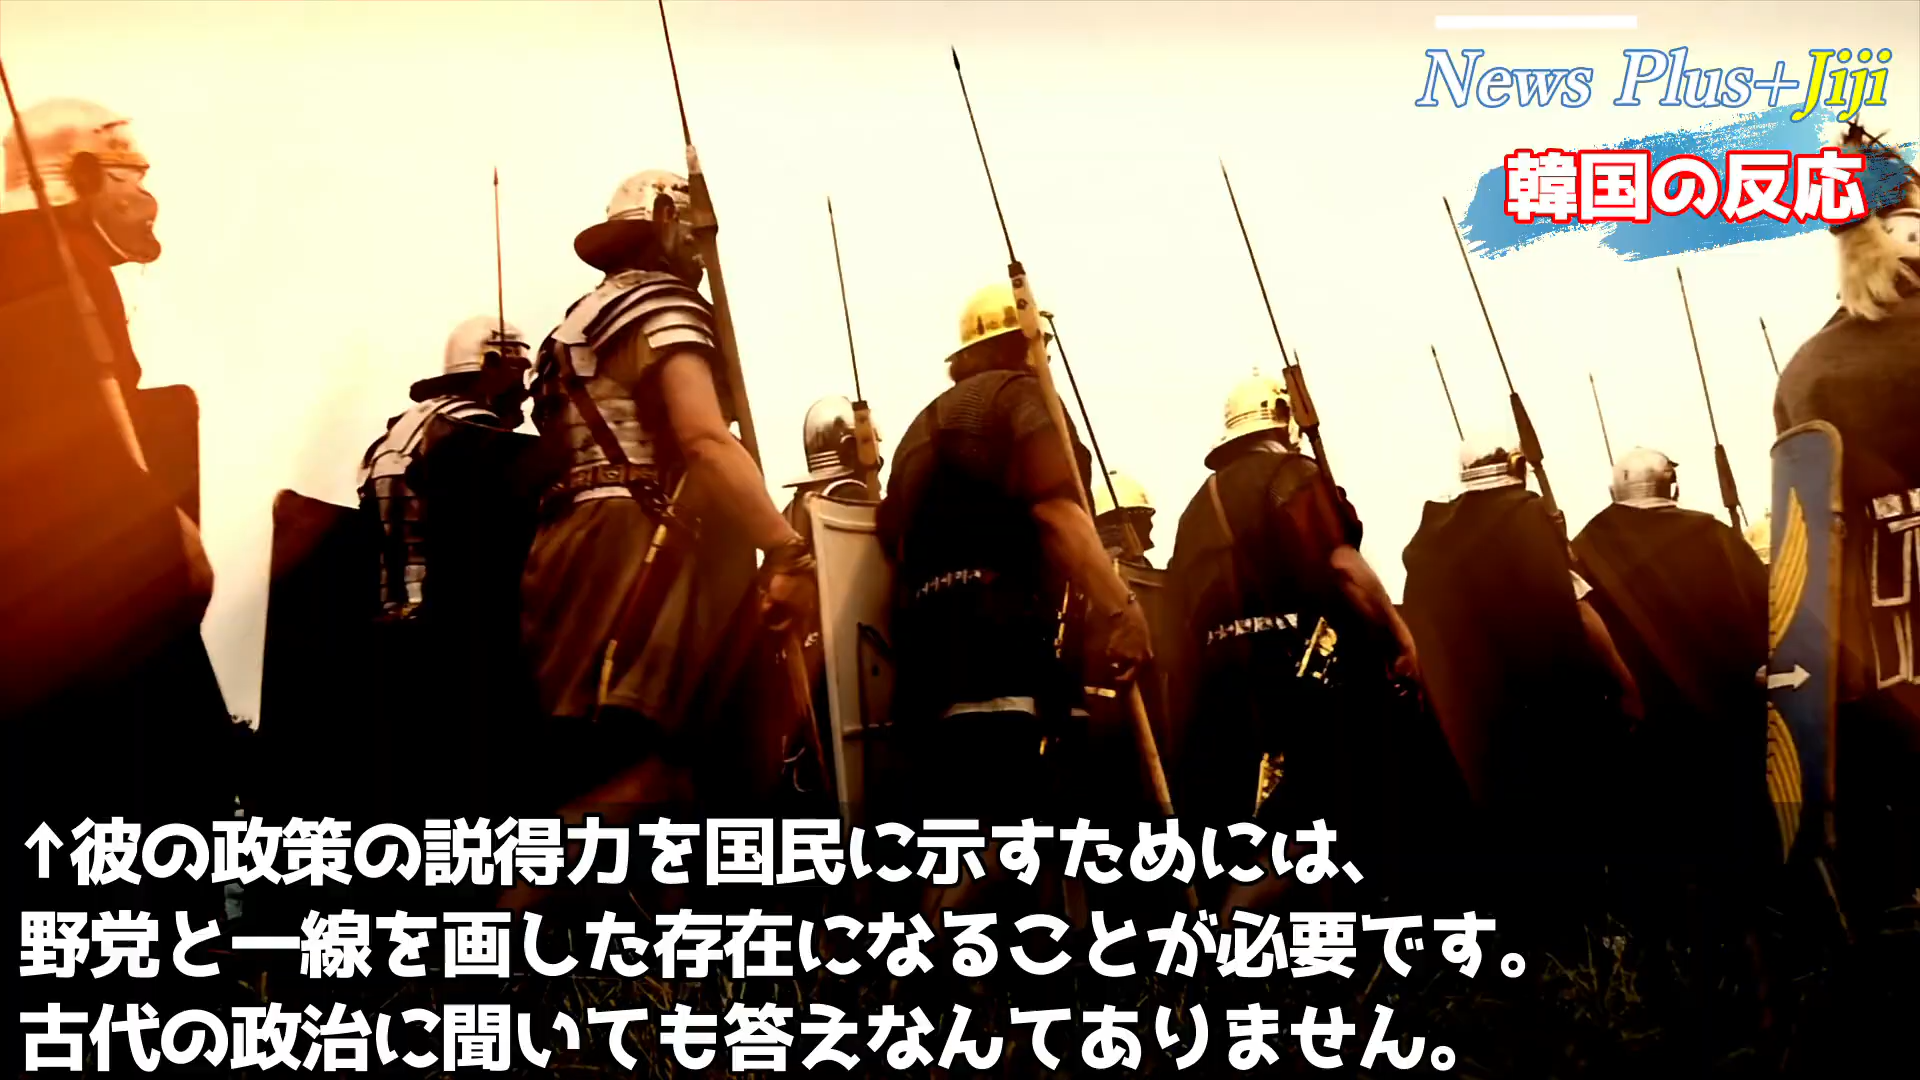 News Plus+Jiji
韓国の反応
↑彼の政策の説得力を国民に示すためには、
野党と一線を画した存在になることが必要です。
古代の政治に聞いても答えなんてありません。